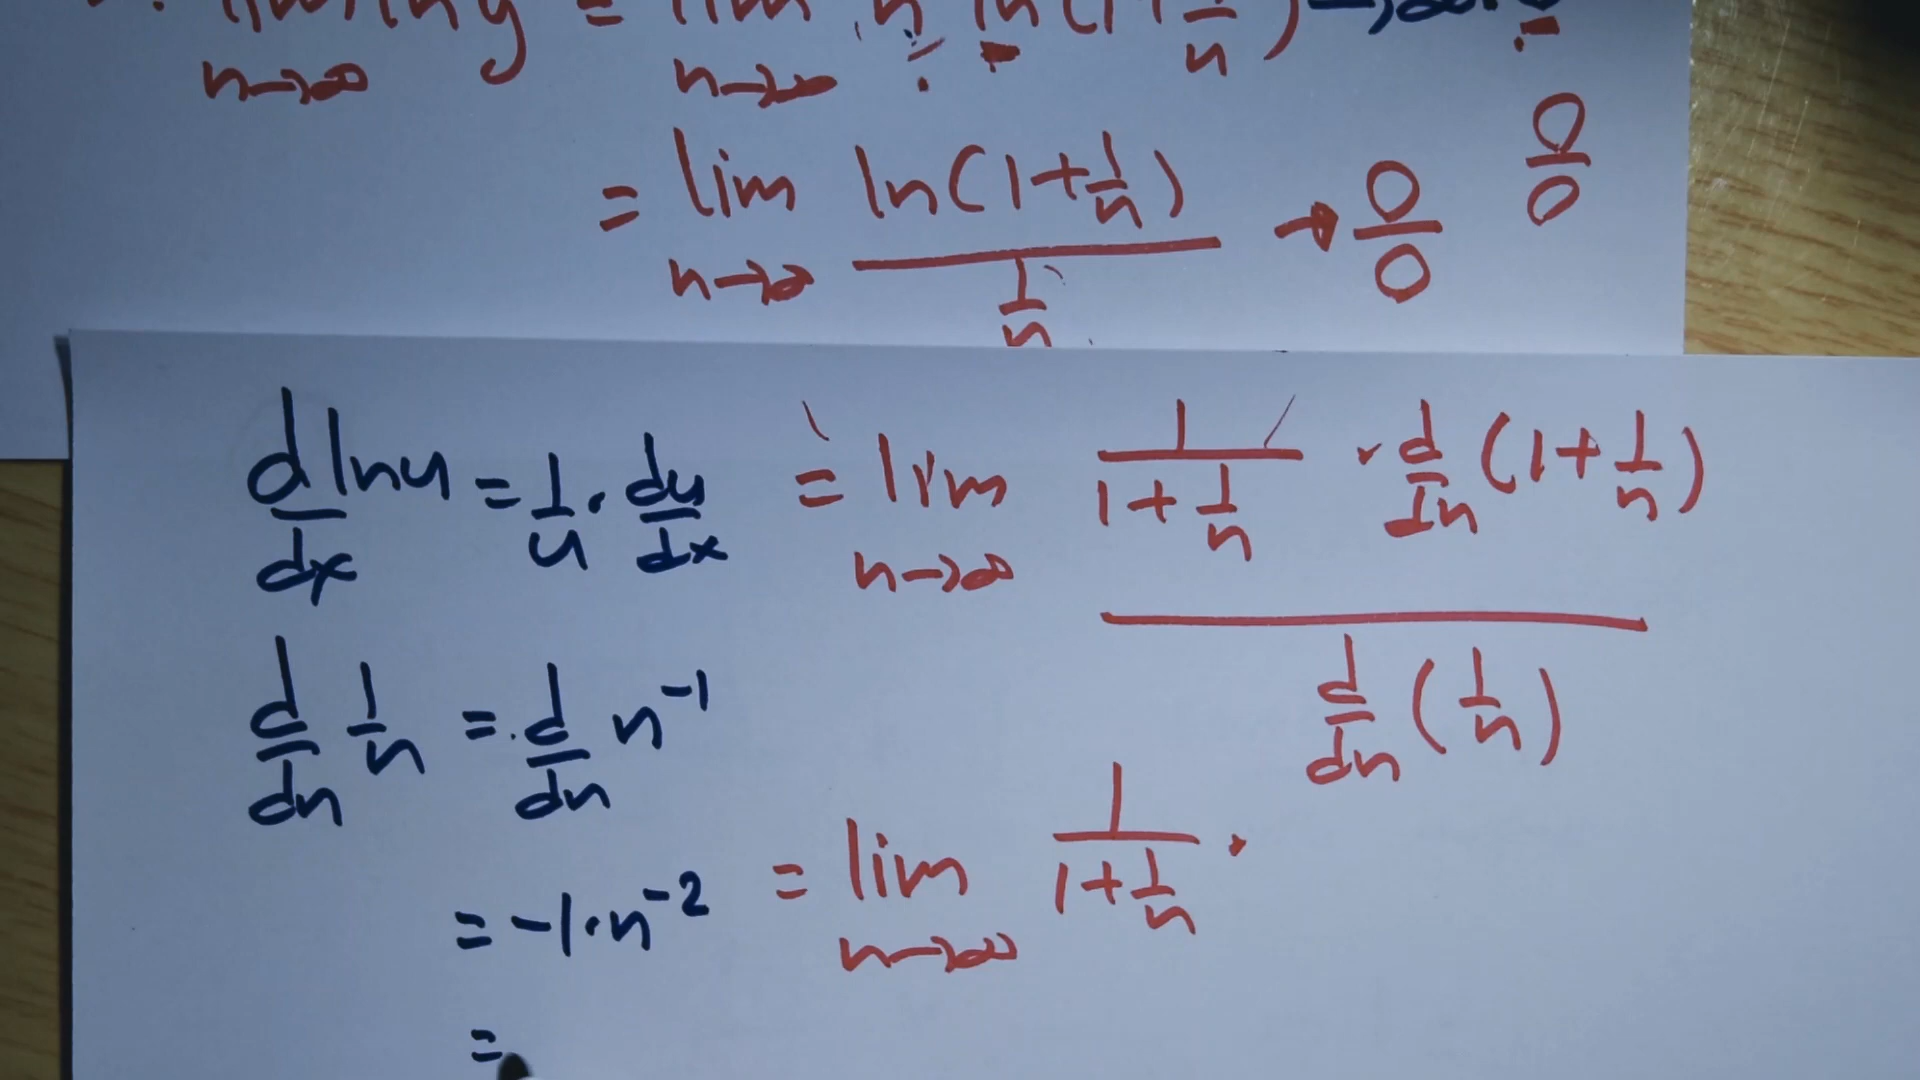 lim ln y = lim n ln(1+1/n) → ∞.0
n→∞ n→∞
= lim ln(1+1/n) / 1/n → 0/0 0/0
n→∞
d ln u / dx = 1/u · du/dx
d/dn 1/n = d/dn n⁻¹
= -1·n⁻²
=
= lim 1/(1+1/n) · d/dn (1+1/n) / d/dn (1/n)
n→∞
= lim 1/(1+1/n) ·
n→∞